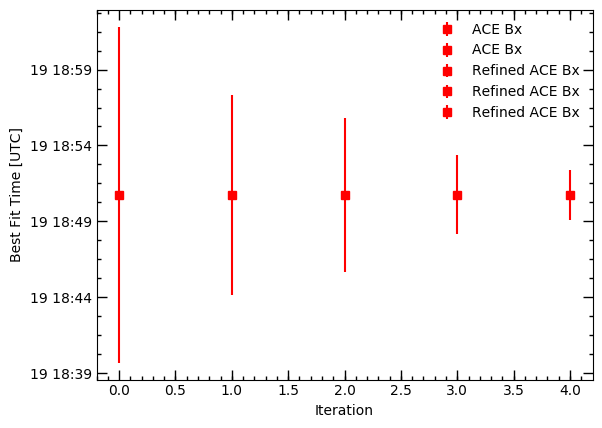 ACE Bx
ACE Bx
Refined ACE Bx
Refined ACE Bx
Refined ACE Bx
19 18:59
19 18:54
19 18:49
19 18:44
19 18:39
Best Fit Time [UTC]
0.0 0.5 1.0 1.5 2.0 2.5 3.0 3.5 4.0
Iteration